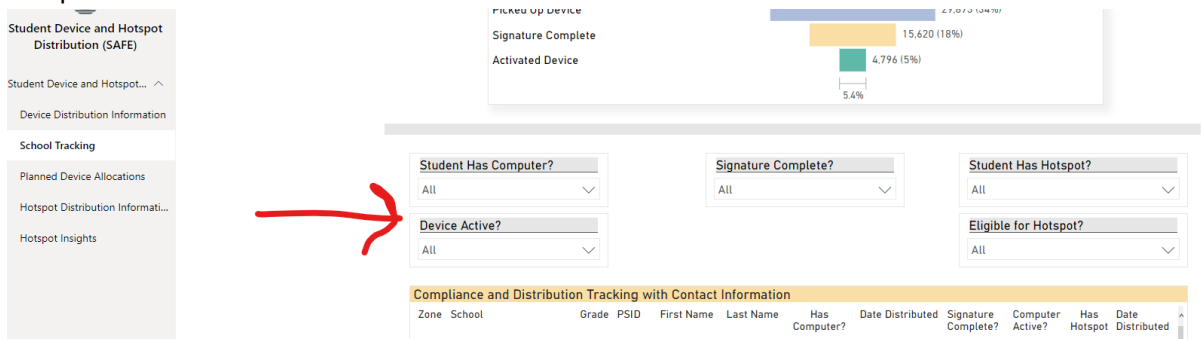 Picked Up Device
29,873 (34%)
Student Device and Hotspot
Distribution (SAFE)
Signature Complete
15,620 (18%)
Activated Device
4,796 (5%)
5.4%
Student Device and Hotspot...
Device Distribution Information
School Tracking
Planned Device Allocations
Hotspot Distribution Informati...
Hotspot Insights
Student Has Computer?
All
Signature Complete?
All
Student Has Hotspot?
All
Device Active?
All
Eligible for Hotspot?
All
Compliance and Distribution Tracking with Contact Information
Zone School Grade PSID First Name Last Name Has Computer? Date Distributed Signature Complete? Computer Active? Has Hotspot Date Distributed